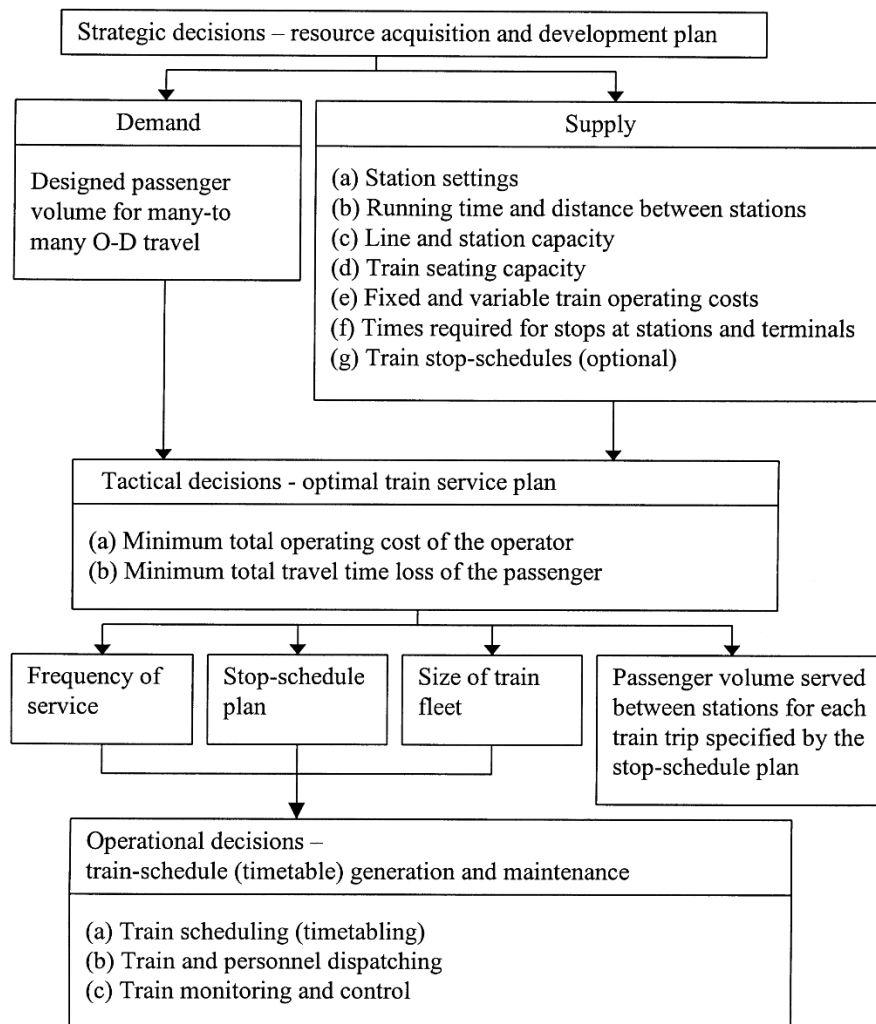 Strategic decisions – resource acquisition and development plan
Demand
Designed passenger
volume for many-to
many O-D travel
Supply
(a) Station settings
(b) Running time and distance between stations
(c) Line and station capacity
(d) Train seating capacity
(e) Fixed and variable train operating costs
(f) Times required for stops at stations and terminals
(g) Train stop-schedules (optional)
Tactical decisions - optimal train service plan
(a) Minimum total operating cost of the operator
(b) Minimum total travel time loss of the passenger
Frequency of
service
Stop-schedule
plan
Size of train
fleet
Passenger volume served
between stations for each
train trip specified by the
stop-schedule plan
Operational decisions –
train-schedule (timetable) generation and maintenance
(a) Train scheduling (timetabling)
(b) Train and personnel dispatching
(c) Train monitoring and control